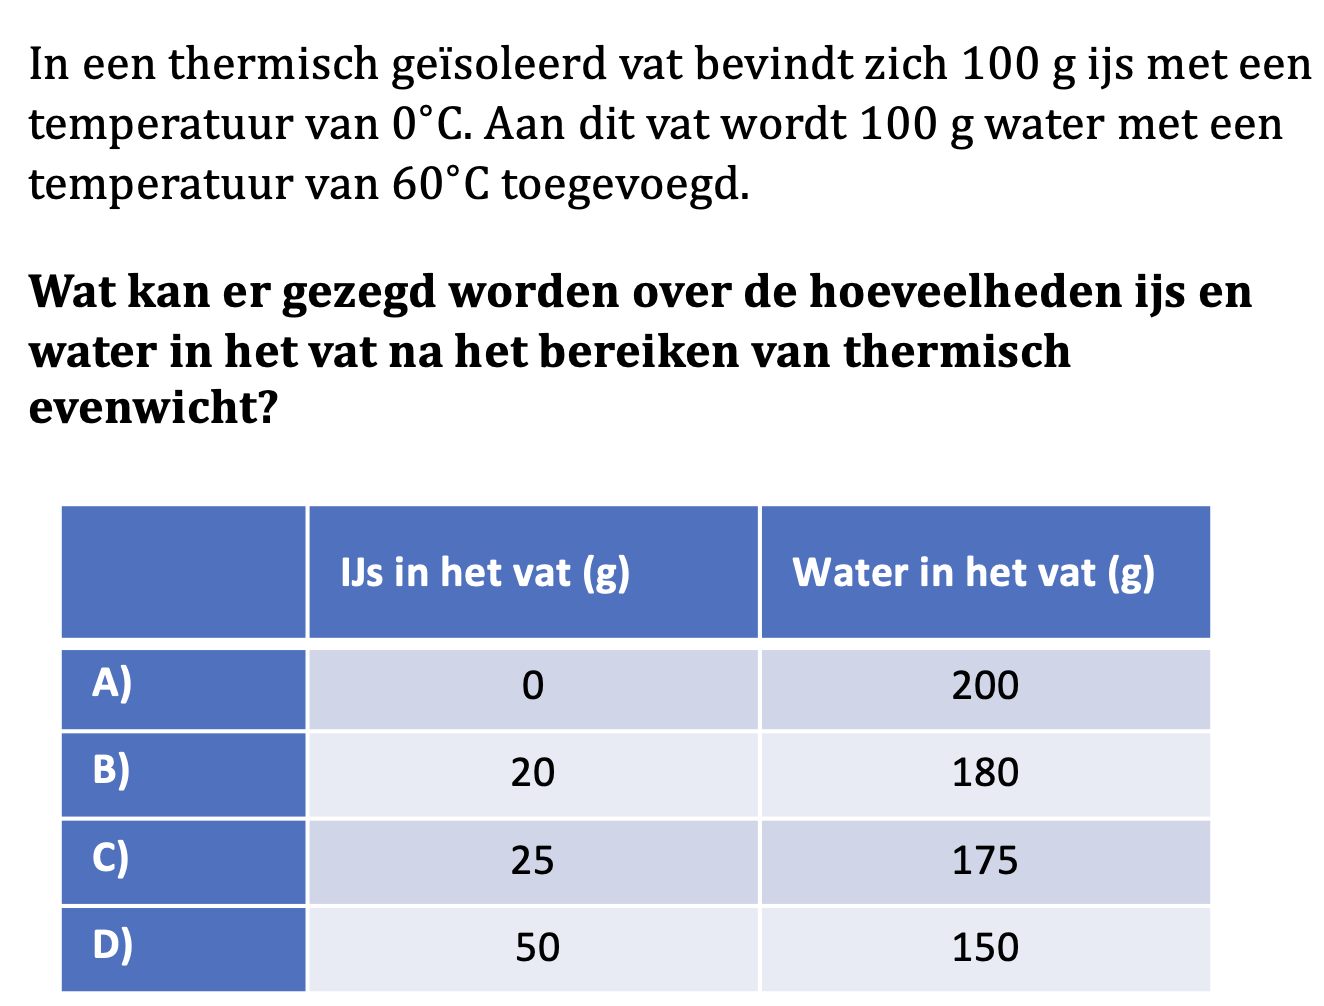 In een thermisch geïsoleerd vat bevindt zich 100 g ijs met een
temperatuur van 0°C. Aan dit vat wordt 100 g water met een
temperatuur van 60°C toegevoegd.
Wat kan er gezegd worden over de hoeveelheden ijs en
water in het vat na het bereiken van thermisch
evenwicht?
IJs in het vat (g) Water in het vat (g)
A) 0 200
B) 20 180
C) 25 175
D) 50 150